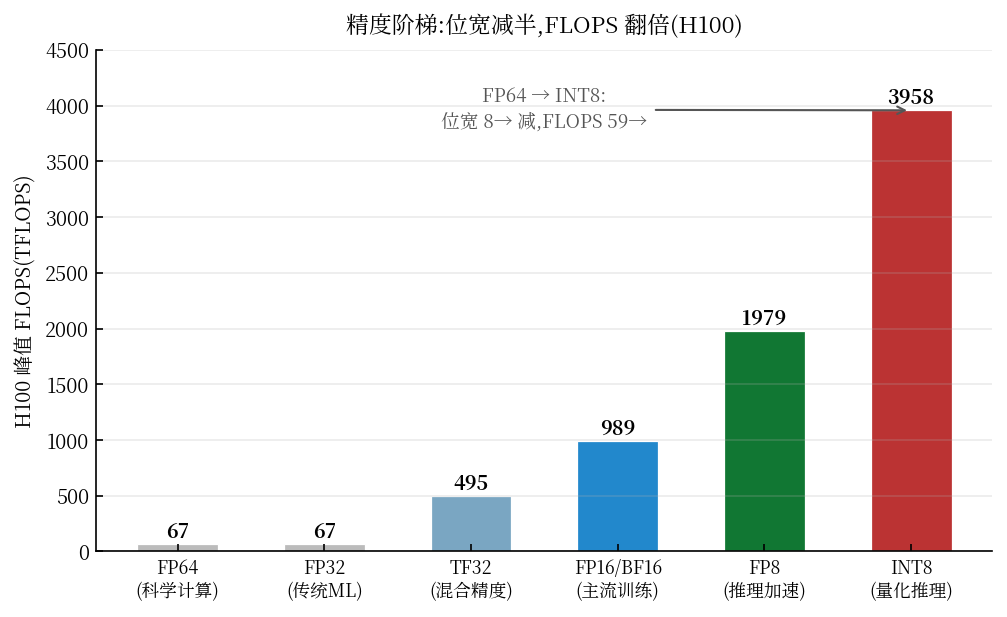 精度阶梯:位宽减半,FLOPS 翻倍(H100)
H100 峰值 FLOPS(TFLOPS)
4500
4000
3500
3000
2500
2000
1500
1000
500
0
FP64 → INT8:
位宽 8→ 减,FLOPS 59→
67
67
495
989
1979
3958
FP64
(科学计算)
FP32
(传统ML)
TF32
(混合精度)
FP16/BF16
(主流训练)
FP8
(推理加速)
INT8
(量化推理)